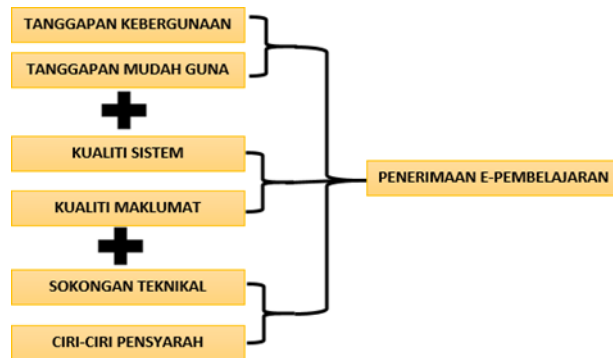 TANGGAPAN KEBERGUNAAN
TANGGAPAN MUDAH GUNA
KUALITI SISTEM
KUALITI MAKLUMAT
SOKONGAN TEKNIKAL
CIRI-CIRI PENSYARAH
PENERIMAAN E-PEMBELAJARAN